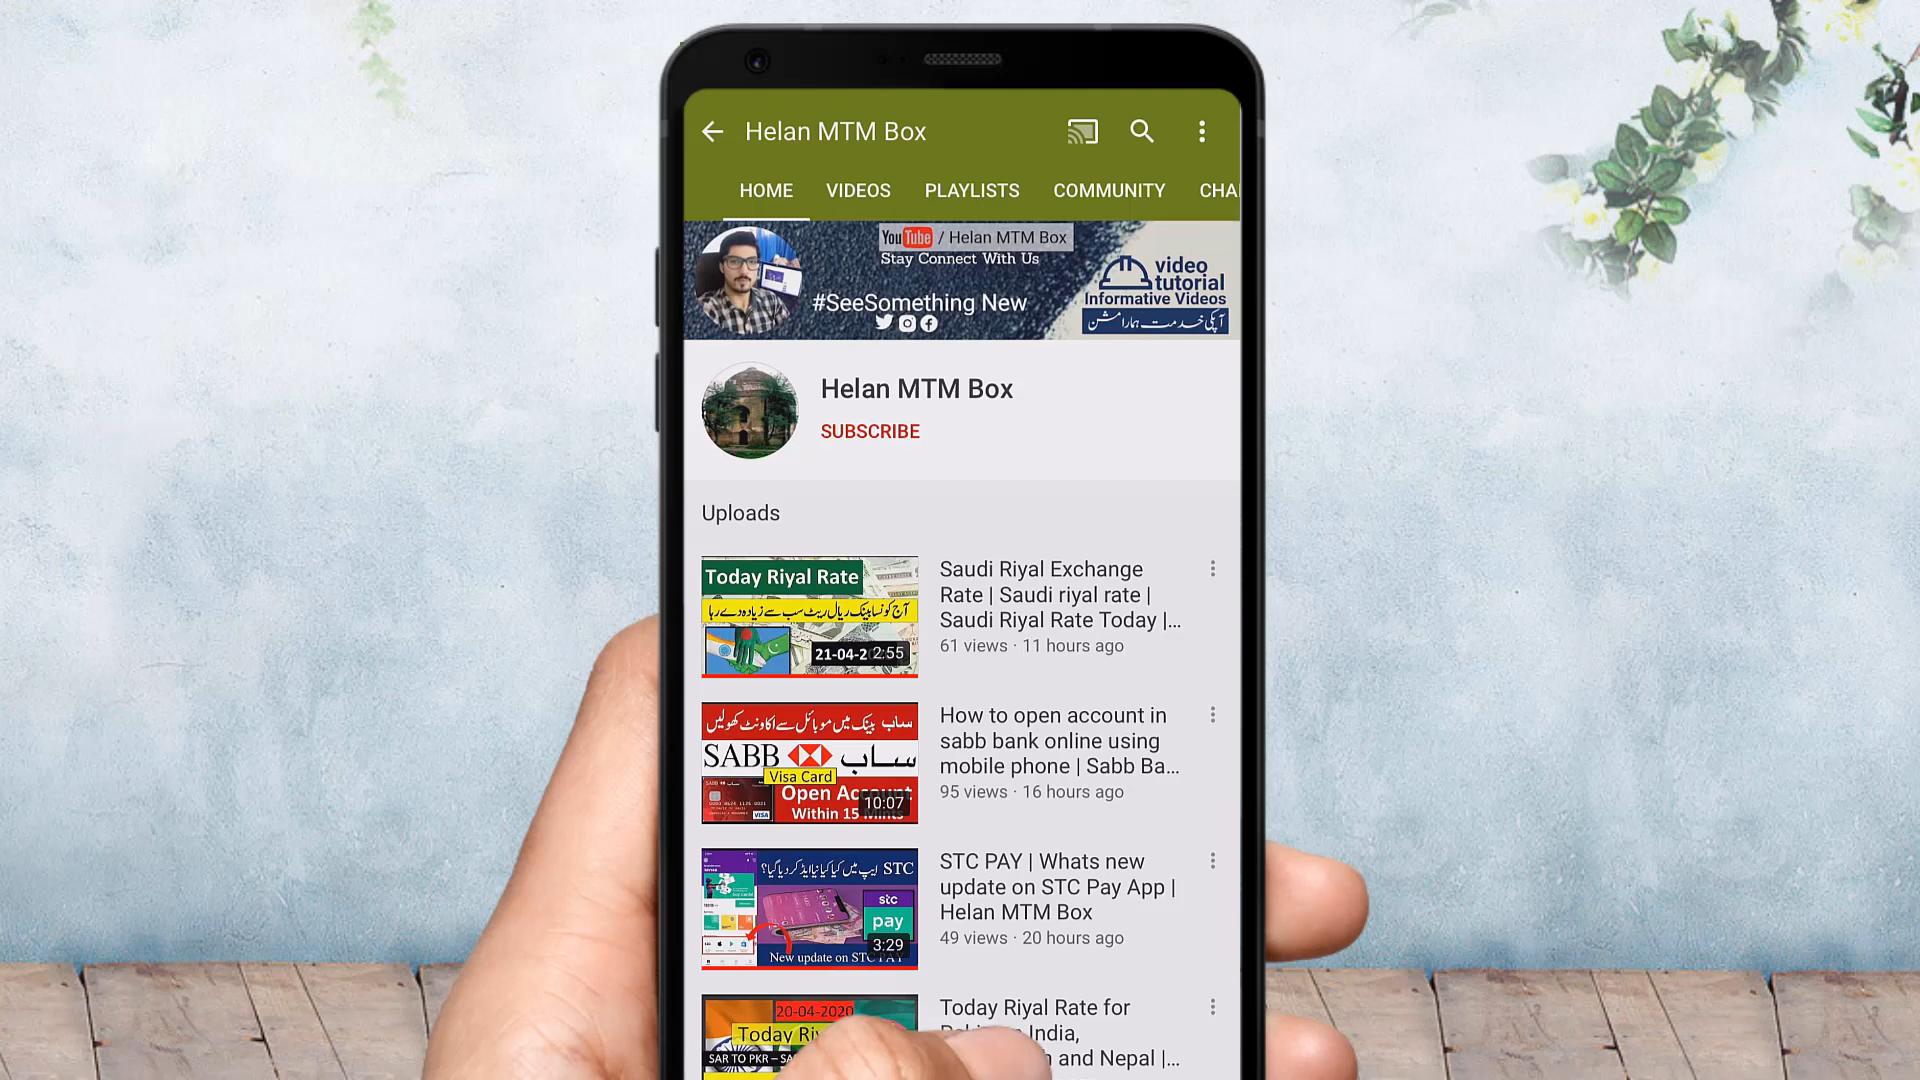 Helan MTM Box
HOME VIDEOS PLAYLISTS COMMUNITY CHA
YouTube / Helan MTM Box
Stay Connect With Us
#SeeSomething New
video
tutorial
Informative Videos
آپکی خدمت ہمارا مشن
Helan MTM Box
SUBSCRIBE
Uploads
Today Riyal Rate
آج کونسا بینک ریال ریٹ سب سے زیادہ دے رہا
21-04-2
2:55
Saudi Riyal Exchange
Rate | Saudi riyal rate |
Saudi Riyal Rate Today |...
61 views · 11 hours ago
ساب بینک میں موبائل سے اکاونٹ کھولیں
SABB ساب
Visa Card
Open Account
Within 15 Mints
10:07
How to open account in
sabb bank online using
mobile phone | Sabb Ba...
95 views · 16 hours ago
STC ایپ میں کیا کیا نیا ایڈ کر دیا گیا؟
stc
pay
3:29
New update on STC PAY
STC PAY | Whats new
update on STC Pay App |
Helan MTM Box
49 views · 20 hours ago
20-04-2020
Today Riy
SAR TO PKR – SA
Today Riyal Rate for
India,
and Nepal |...